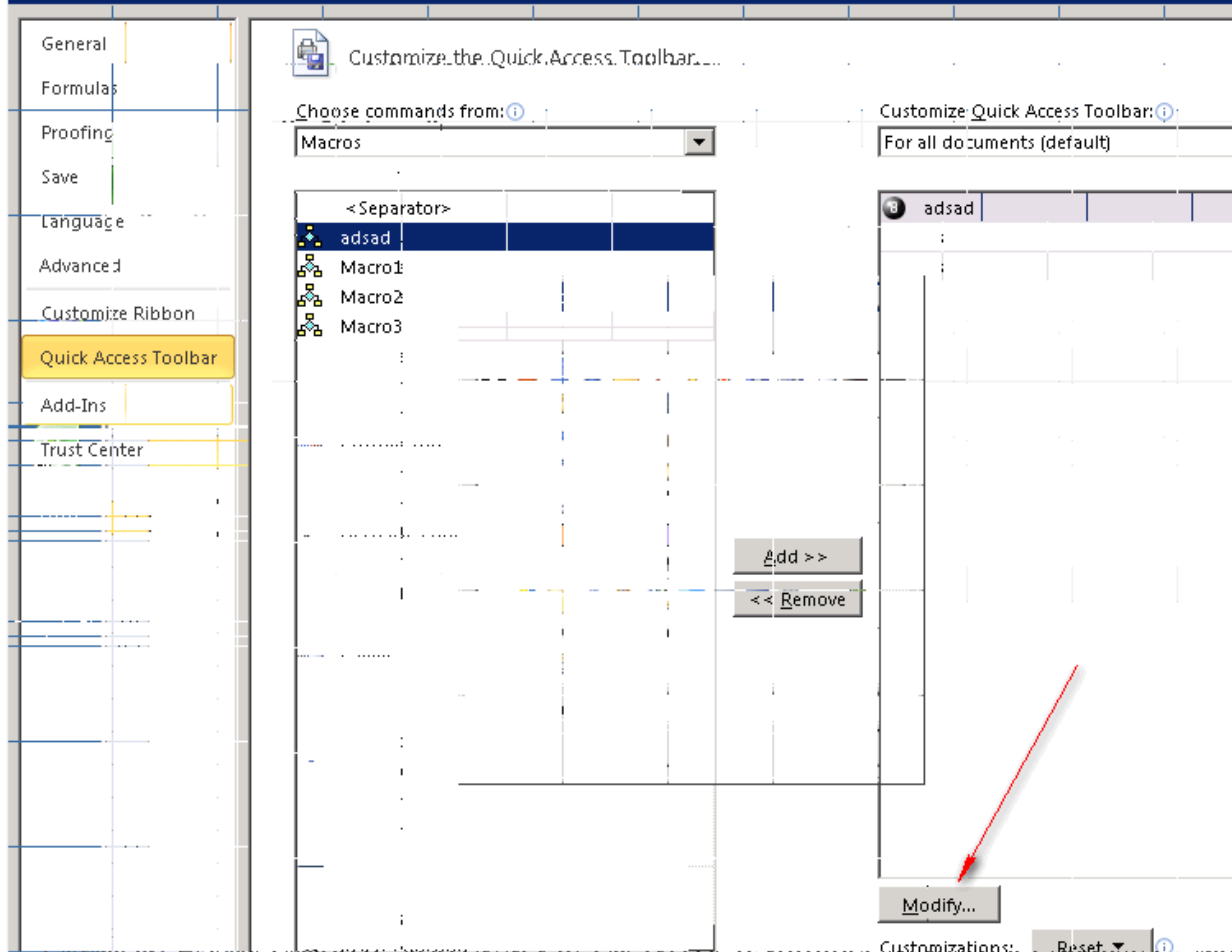 General
Formulas
Proofing
Save
Language
Advanced
Customize Ribbon
Quick Access Toolbar
Add-Ins
Trust Center
Customize the Quick Access Toolbar.
Choose commands from:
Macros
<Separator>
adsad
Macro1
Macro2
Macro3
Add >>
<< Remove
Customize Quick Access Toolbar:
For all documents (default)
8 adsad
Modify...
Customizations: Reset